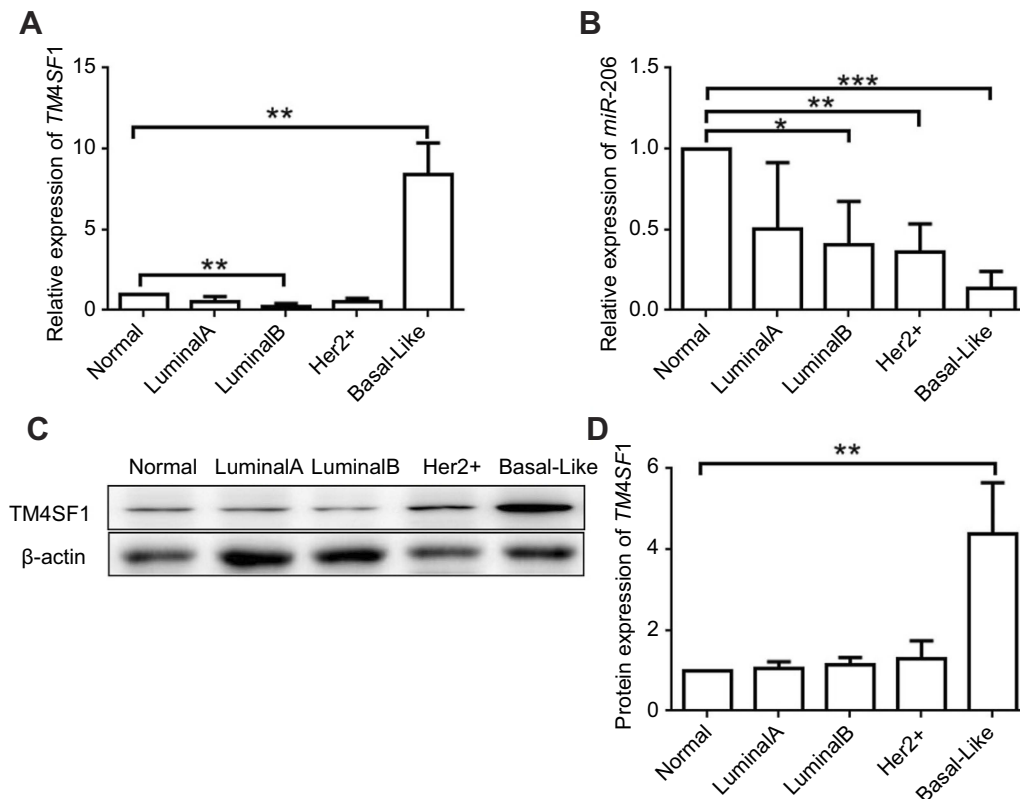 A
Relative expression of TM4SF1
15
10
5
0
**
**
Normal
LuminalA
LuminalB
Her2+
Basal-Like
B
Relative expression of miR-206
1.5
1.0
0.5
0.0
***
**
*
Normal
LuminalA
LuminalB
Her2+
Basal-Like
C
Normal LuminalA LuminalB Her2+ Basal-Like
TM4SF1
β-actin
D
Protein expression of TM4SF1
6
4
2
0
**
Normal
LuminalA
LuminalB
Her2+
Basal-Like